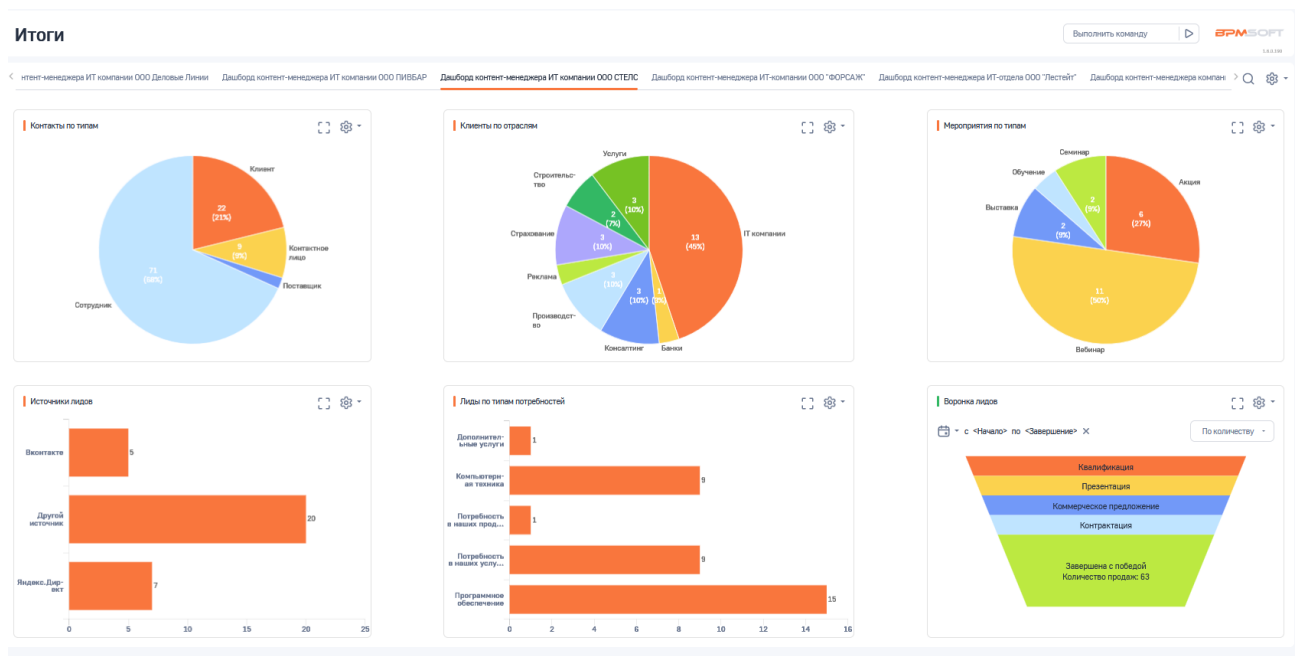 Итоги
Выполнить команду
BPMSOFT
нтент-менеджера ИТ компании ООО Деловые Линии
Дашборд контент-менеджера ИТ компании ООО ПИВБАР
Дашборд контент-менеджера ИТ компании ООО СТЕЛС
Дашборд контент-менеджера ИТ-компании ООО "ФОРСАЖ"
Дашборд контент-менеджера ИТ-отдела ООО "Лестейт"
Дашборд контент-менеджера компани
Контакты по типам
Клиент
22
(21%)
9
(9%)
Контактное
лицо
Поставщик
71
Сотрудник
Клиенты по отраслям
Услуги
3
(10%)
Строительс-
тво
2
(7%)
Страхование
3
(10%)
13
(45%)
IT компании
Реклама
3
(10%)
3
(10%)
1
Производст-
во
Консалтинг
Банки
Мероприятия по типам
Семинар
2
(9%)
Обучение
Акция
6
(27%)
Выставка
2
(9%)
11
(50%)
Вебинар
Источники лидов
Вконтакте
5
Другой
источник
20
Яндекс.Дир-
ект
7
0 5 10 15 20 25
Лиды по типам потребностей
Дополнител-
ьные услуги
1
Компьютерн-
ая техника
9
Потребность
в наших прод...
1
Потребность
в наших услу...
9
Программное
обеспечение
15
0 2 4 6 8 10 12 14 16
Воронка лидов
с <Начало> по <Завершение>
По количеству
Квалификация
Презентация
Коммерческое предложение
Контрактация
Завершена с победой
Количество продаж: 63